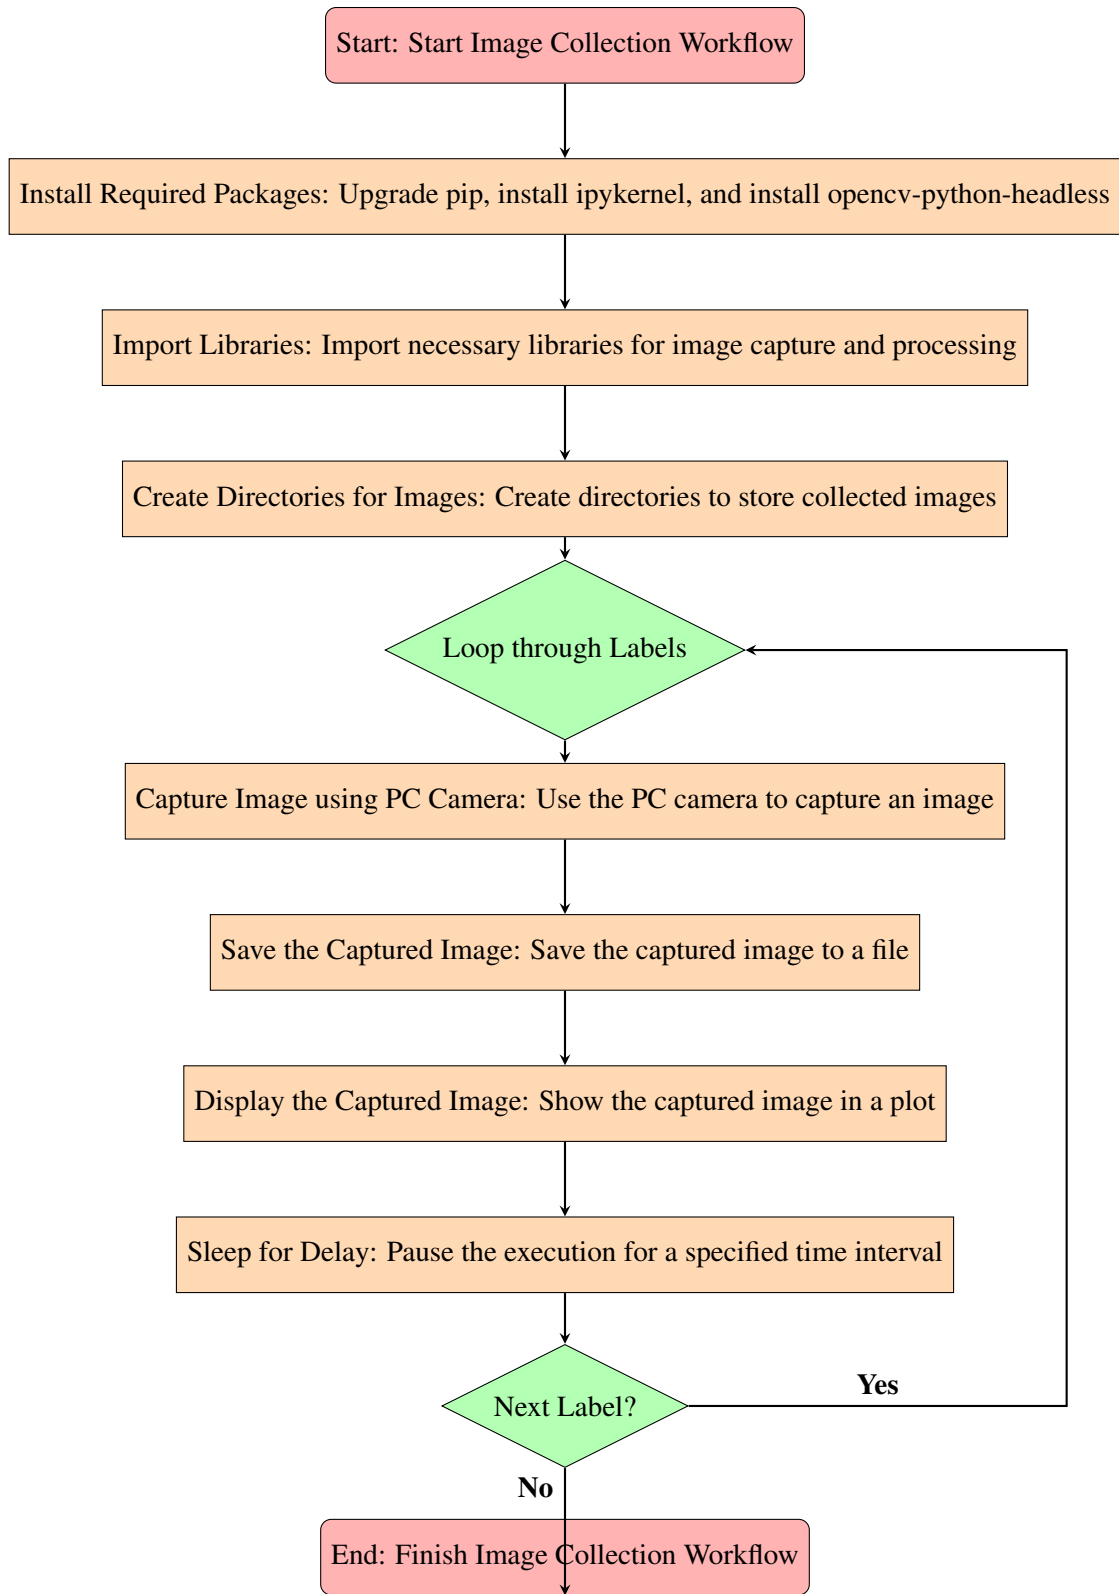 Start: Start Image Collection Workflow
Install Required Packages: Upgrade pip, install ipykernel, and install opencv-python-headless
Import Libraries: Import necessary libraries for image capture and processing
Create Directories for Images: Create directories to store collected images
Loop through Labels
Capture Image using PC Camera: Use the PC camera to capture an image
Save the Captured Image: Save the captured image to a file
Display the Captured Image: Show the captured image in a plot
Sleep for Delay: Pause the execution for a specified time interval
Yes
Next Label?
No
End: Finish Image Collection Workflow